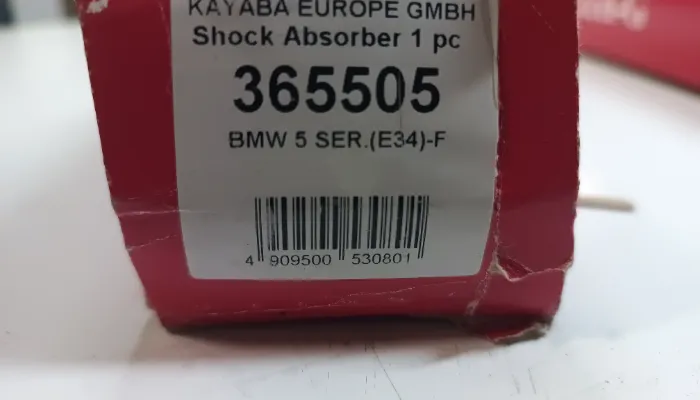 KAYABA EUROPE GMBH
Shock Absorber 1 pc
365505
BMW 5 SER.(E34)-F
4 909500 530801